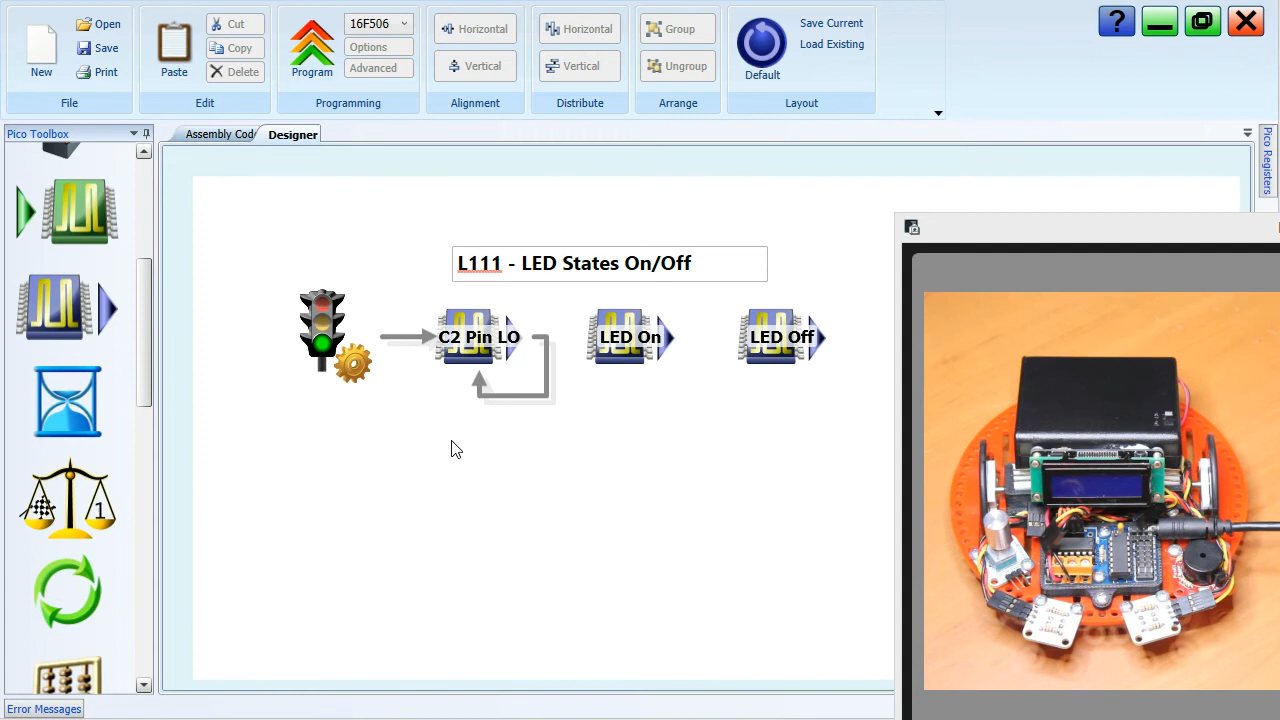 New
Open
Save
Print
File
Paste
Cut
Copy
Delete
Edit
Program
16F506
Options
Advanced
Programming
Horizontal
Vertical
Alignment
Horizontal
Vertical
Distribute
Group
Ungroup
Arrange
Default
Save Current
Load Existing
Layout
?
Pico Toolbox
Assembly Cod
Designer
Pico Registers
1
L111 - LED States On/Off
C2 Pin LO
LED On
LED Off
Error Messages